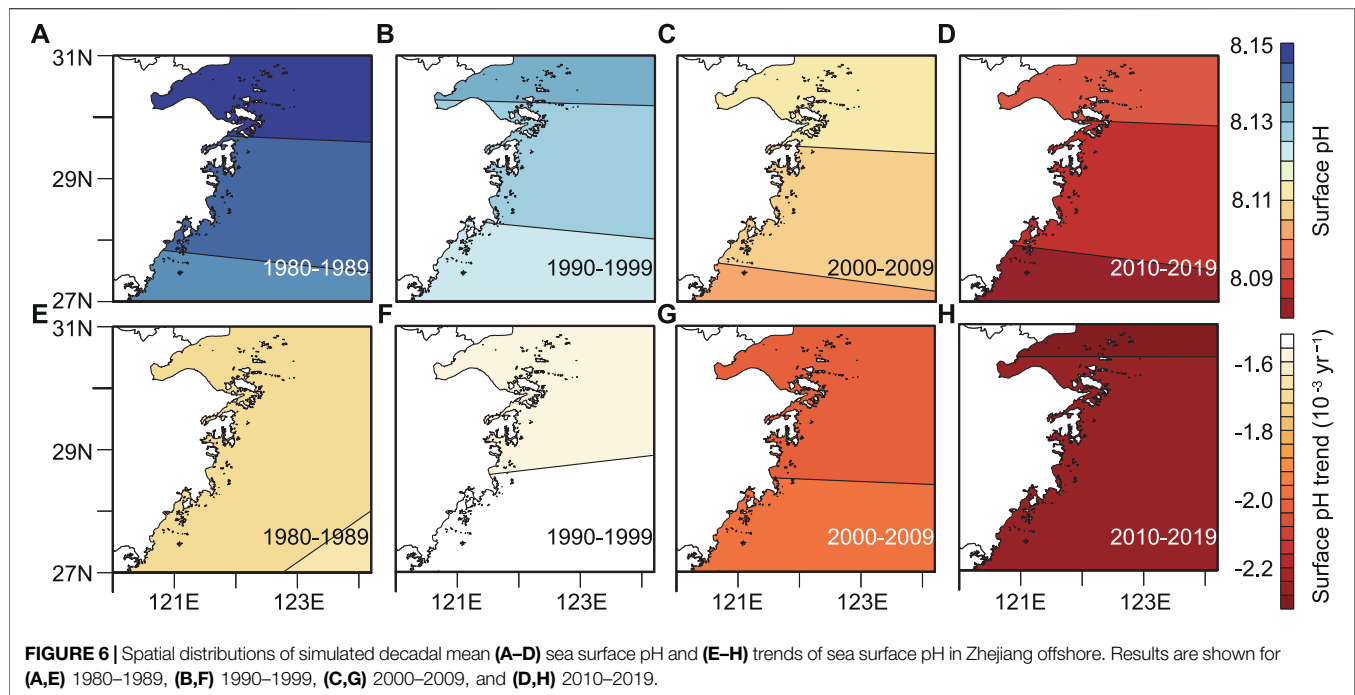 A
B
C
D
31N
29N
27N
1980-1989
1990-1999
2000-2009
2010-2019
8.15
8.13
8.11
8.09
Surface pH
E
F
G
H
31N
29N
27N
1980-1989
1990-1999
2000-2009
2010-2019
-1.6
-1.8
-2.0
-2.2
Surface pH trend (10⁻³ yr⁻¹)
121E 123E 121E 123E 121E 123E 121E 123E
FIGURE 6 | Spatial distributions of simulated decadal mean (A–D) sea surface pH and (E–H) trends of sea surface pH in Zhejiang offshore. Results are shown for
(A,E) 1980–1989, (B,F) 1990–1999, (C,G) 2000–2009, and (D,H) 2010–2019.